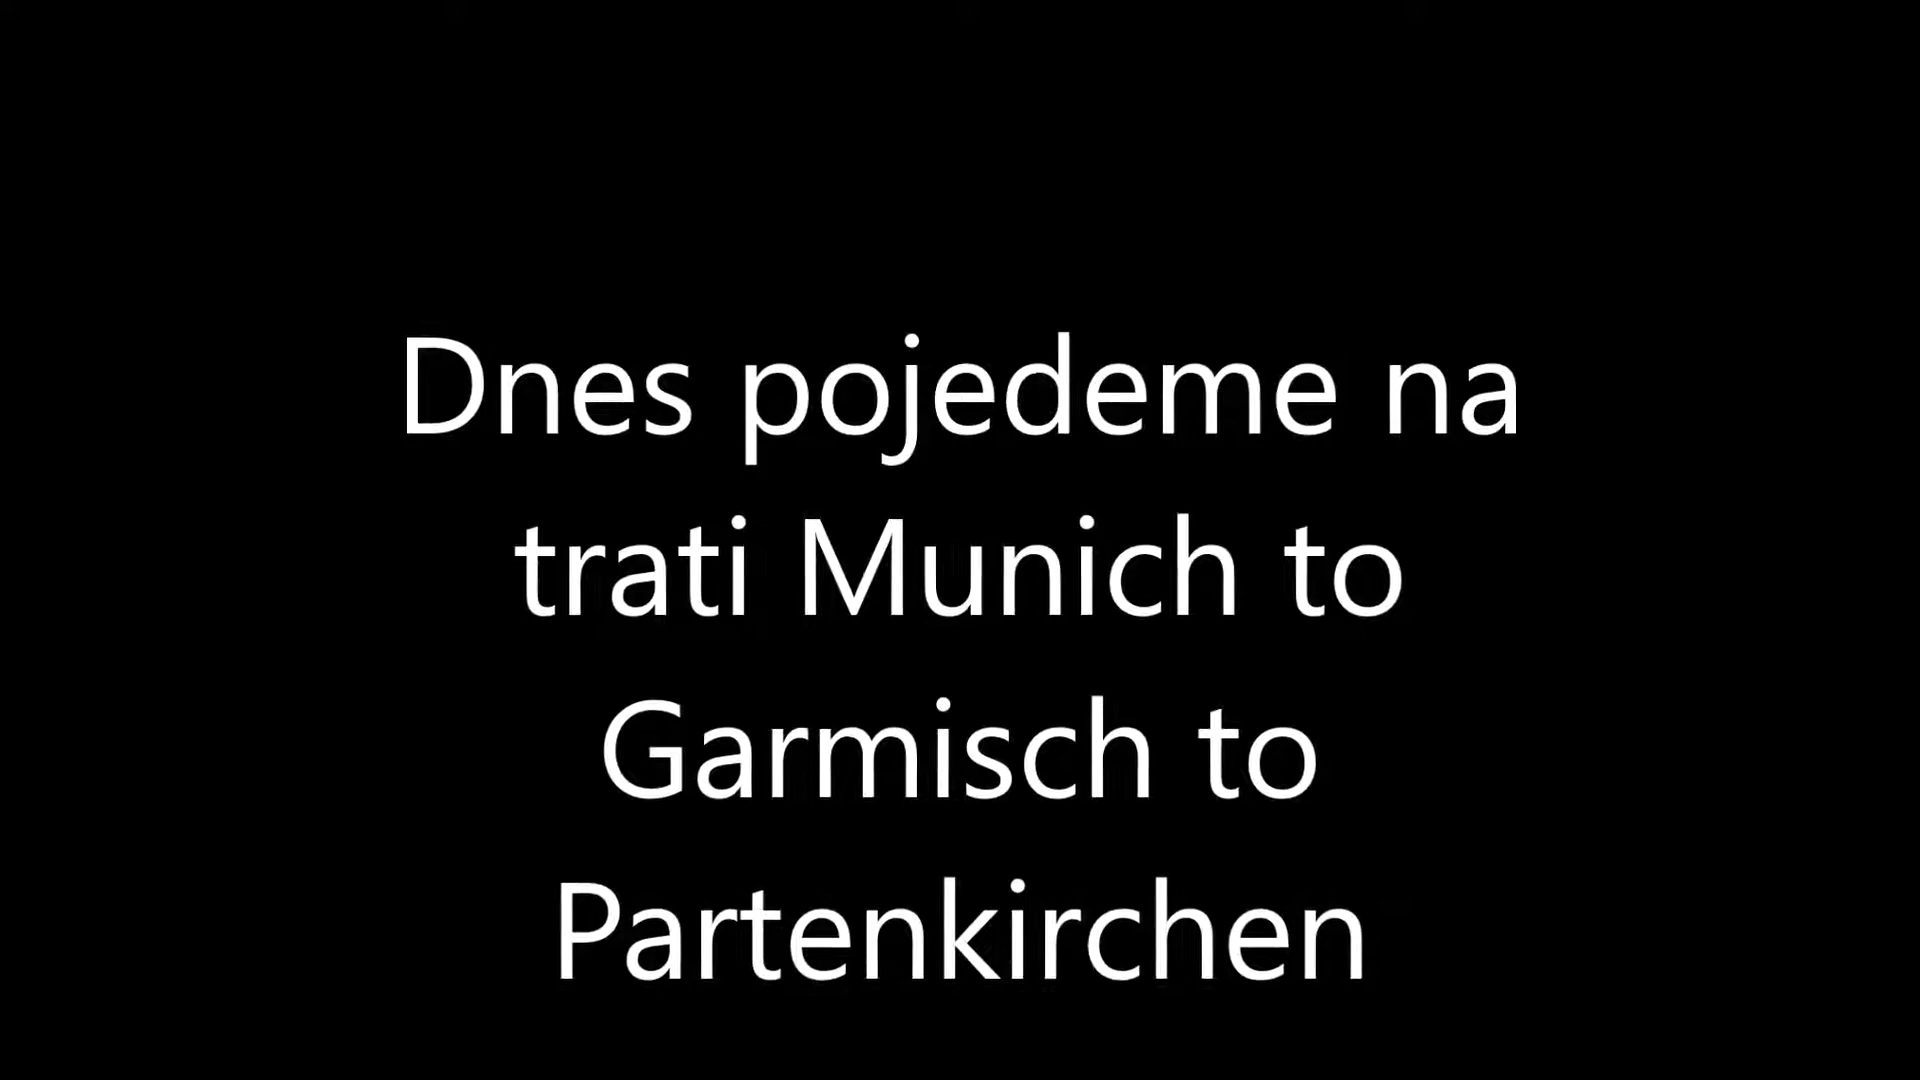 Dnes pojedeme na
trati Munich to
Garmisch to
Partenkirchen